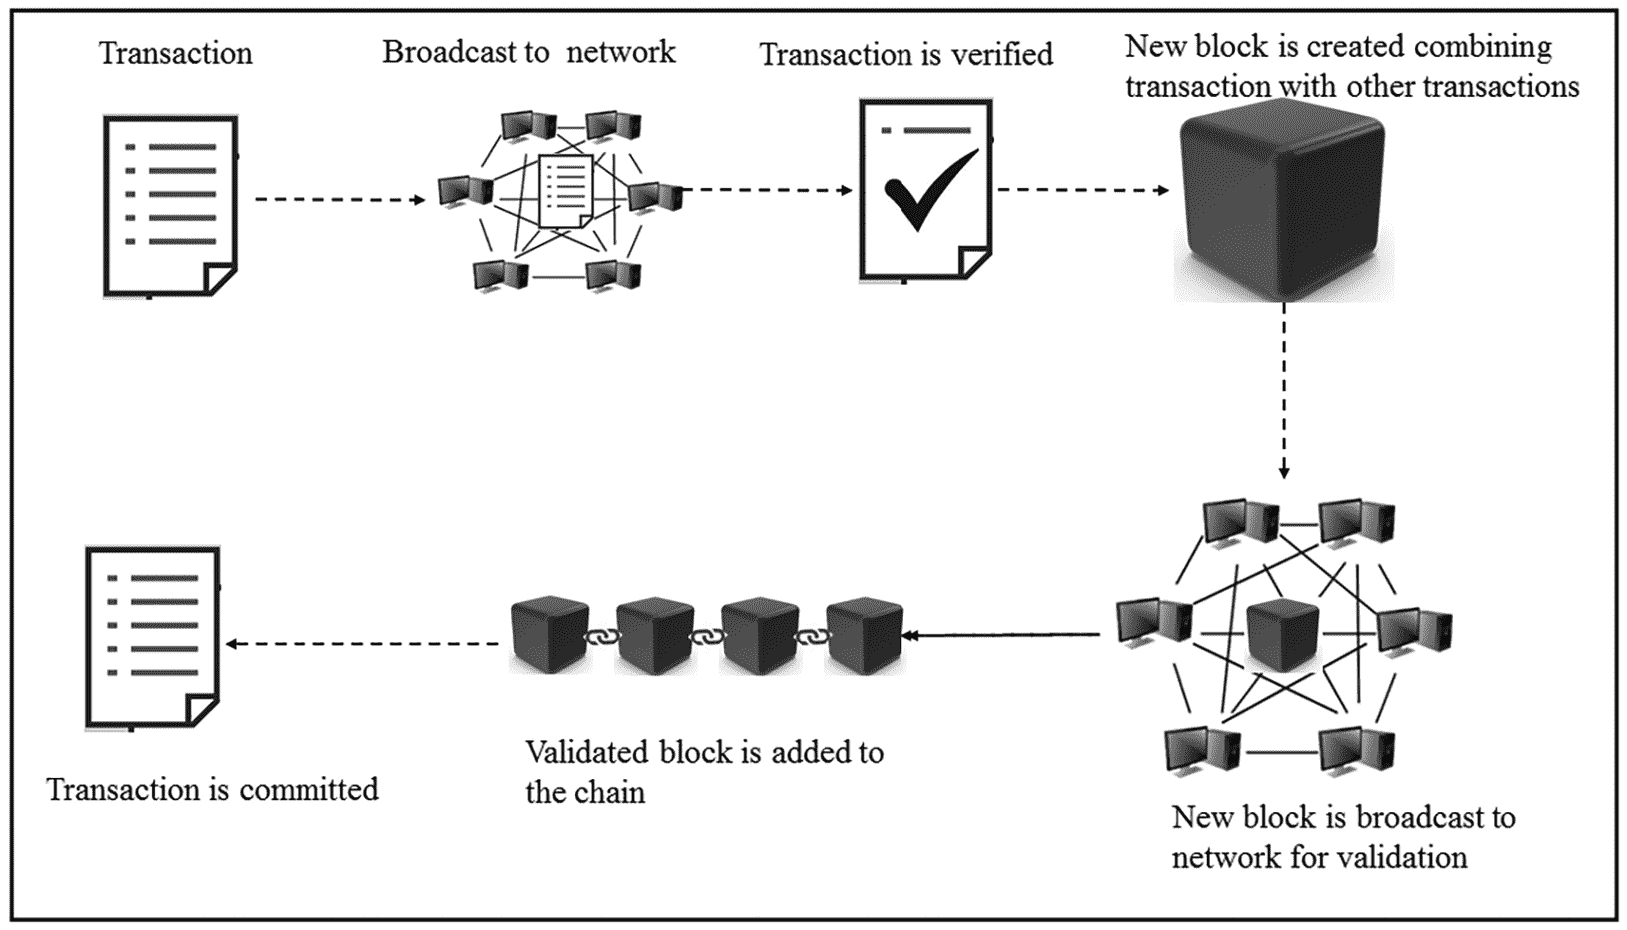 Transaction
Broadcast to network
Transaction is verified
New block is created combining
transaction with other transactions
New block is broadcast to
network for validation
Validated block is added to
the chain
Transaction is committed